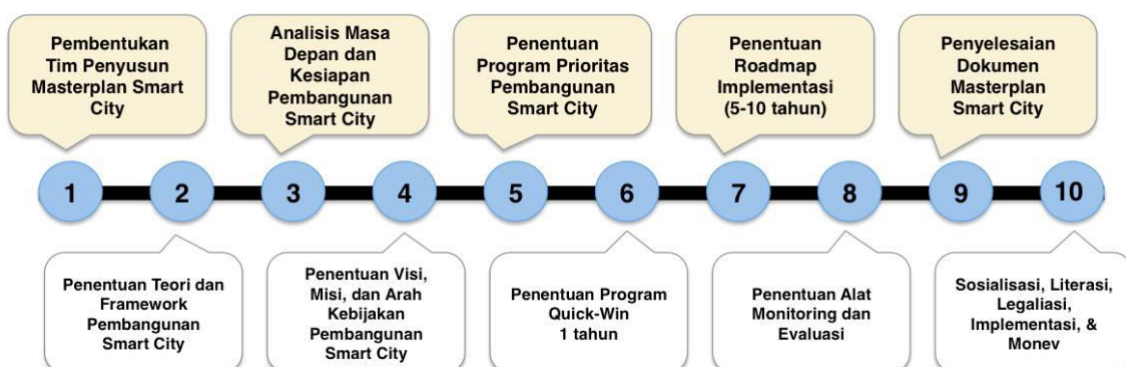 Pembentukan
Tim Penyusun
Masterplan Smart
City
Analisis Masa
Depan dan
Kesiapan
Pembangunan
Smart City
Penentuan
Program Prioritas
Pembangunan
Smart City
Penentuan
Roadmap
Implementasi
(5-10 tahun)
Penyelesaian
Dokumen
Masterplan
Smart City
1 2 3 4 5 6 7 8 9 10
Penentuan Teori dan
Framework
Pembangunan
Smart City
Penentuan Visi,
Misi, dan Arah
Kebijakan
Pembangunan
Smart City
Penentuan Program
Quick-Win
1 tahun
Penentuan Alat
Monitoring dan
Evaluasi
Sosialisasi, Literasi,
Legaliasi,
Implementasi, &
Monev